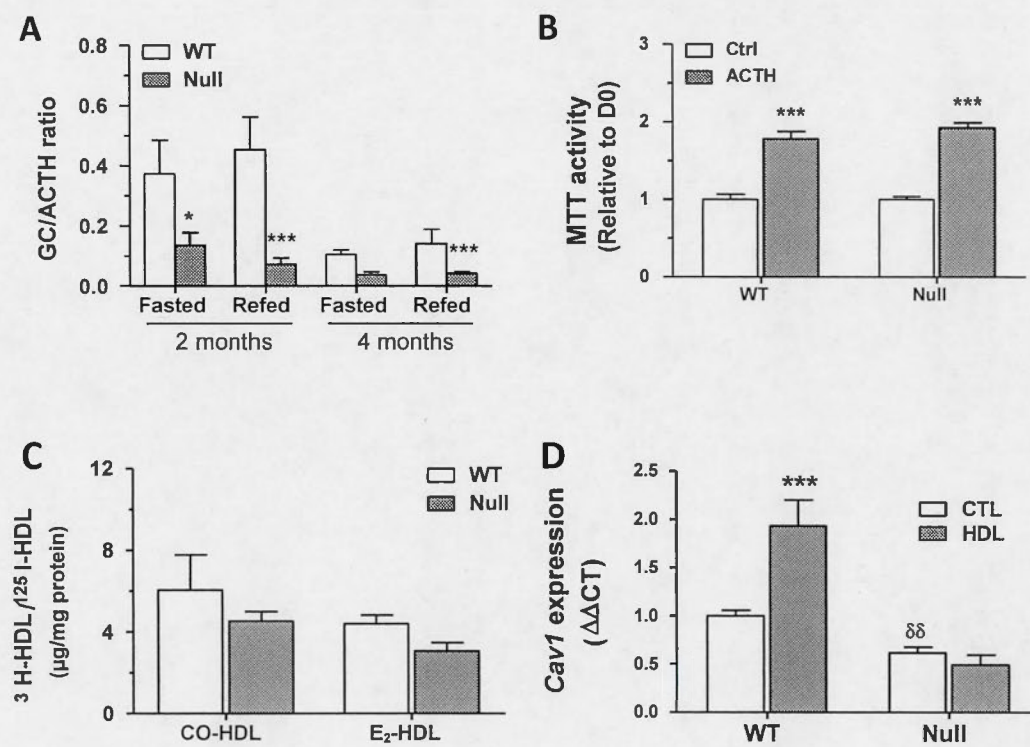 A
0.8
0.6
0.4
0.2
0.0
GC/ACTH ratio
WT
Null
*
***
***
Fasted
Refed
Fasted
Refed
2 months
4 months
B
3
2
1
0
MTT activity
(Relative to D0)
Ctrl
ACTH
***
***
WT
Null
C
12
8
4
0
³ H-HDL /¹²⁵ I-HDL
(µg/mg protein)
WT
Null
CO-HDL
E₂-HDL
D
2.5
2.0
1.5
1.0
0.5
0.0
Cav1 expression
(ΔΔCT)
CTL
HDL
***
δδ
WT
Null